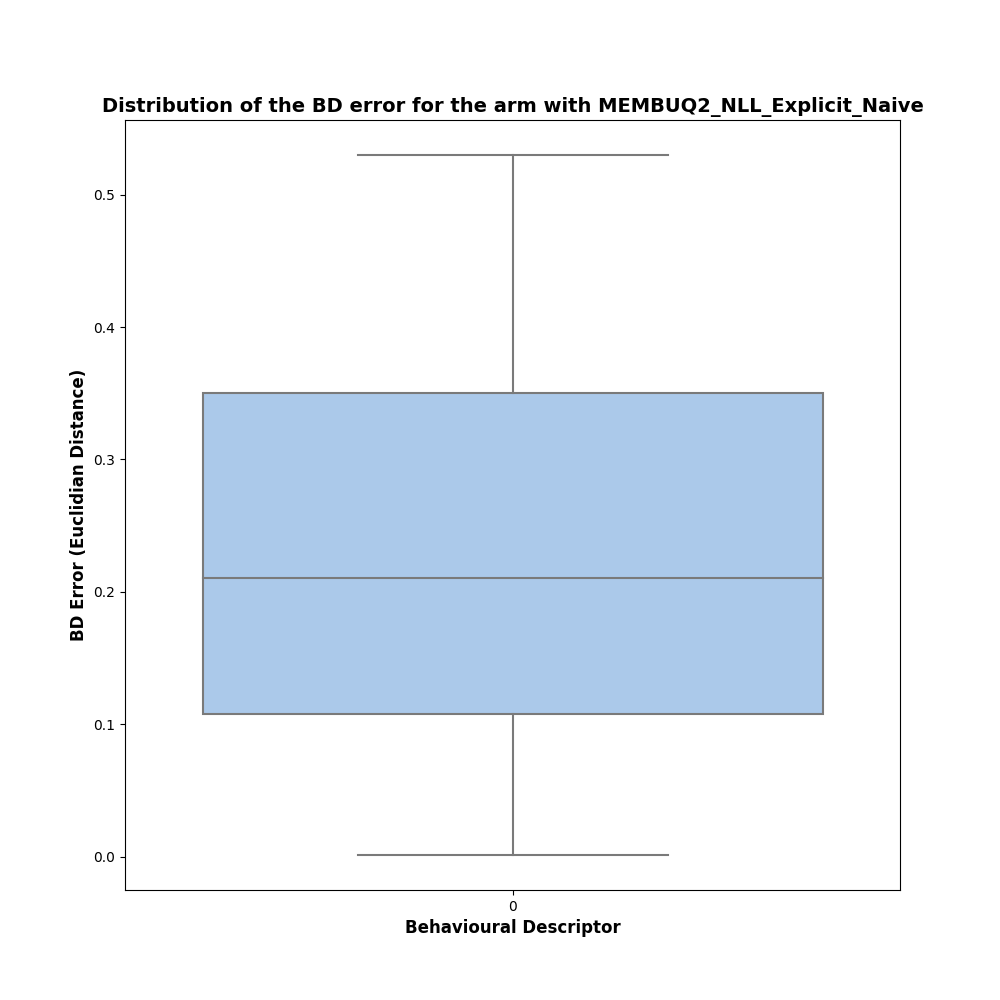 Distribution of the BD error for the arm with MEMBUQ2_NLL_Explicit_Naive
BD Error (Euclidian Distance)
0.5
0.4
0.3
0.2
0.1
0.0
0
Behavioural Descriptor